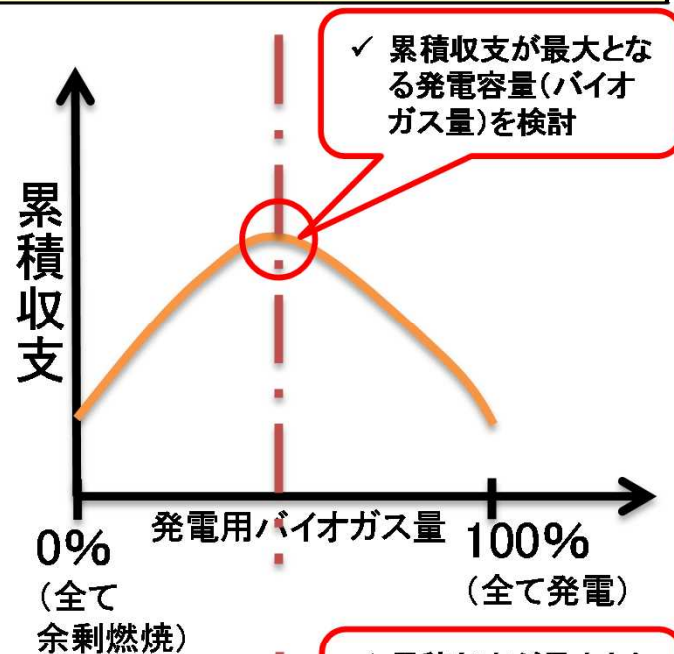 ✓ 累積収支が最大とな
る発電容量(バイオ
ガス量)を検討
累積収支
発電用バイオガス量
0%
(全て
余剰燃焼)
100%
(全て発電)